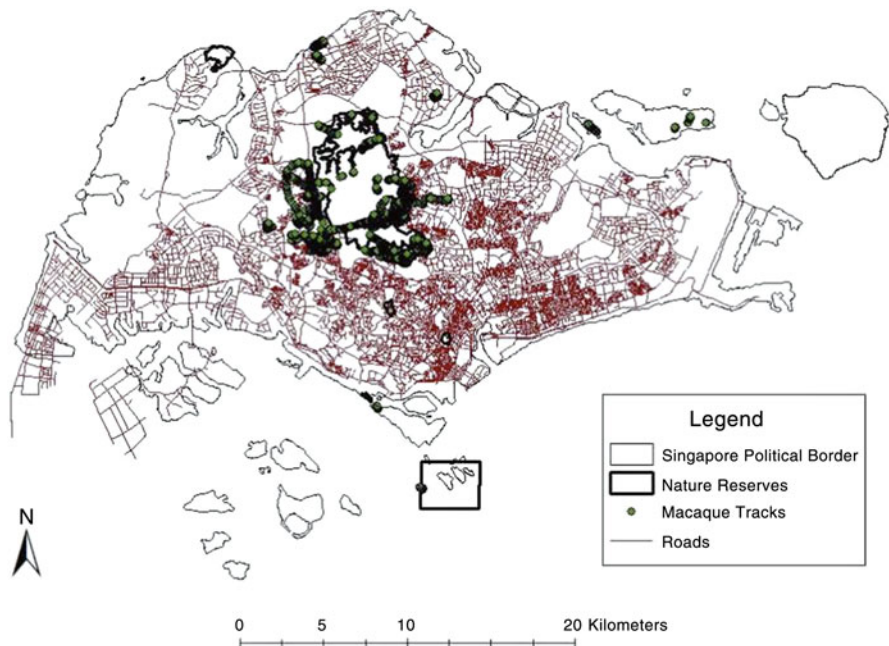 Legend
Singapore Political Border
Nature Reserves
Macaque Tracks
Roads
N
0 5 10 20 Kilometers